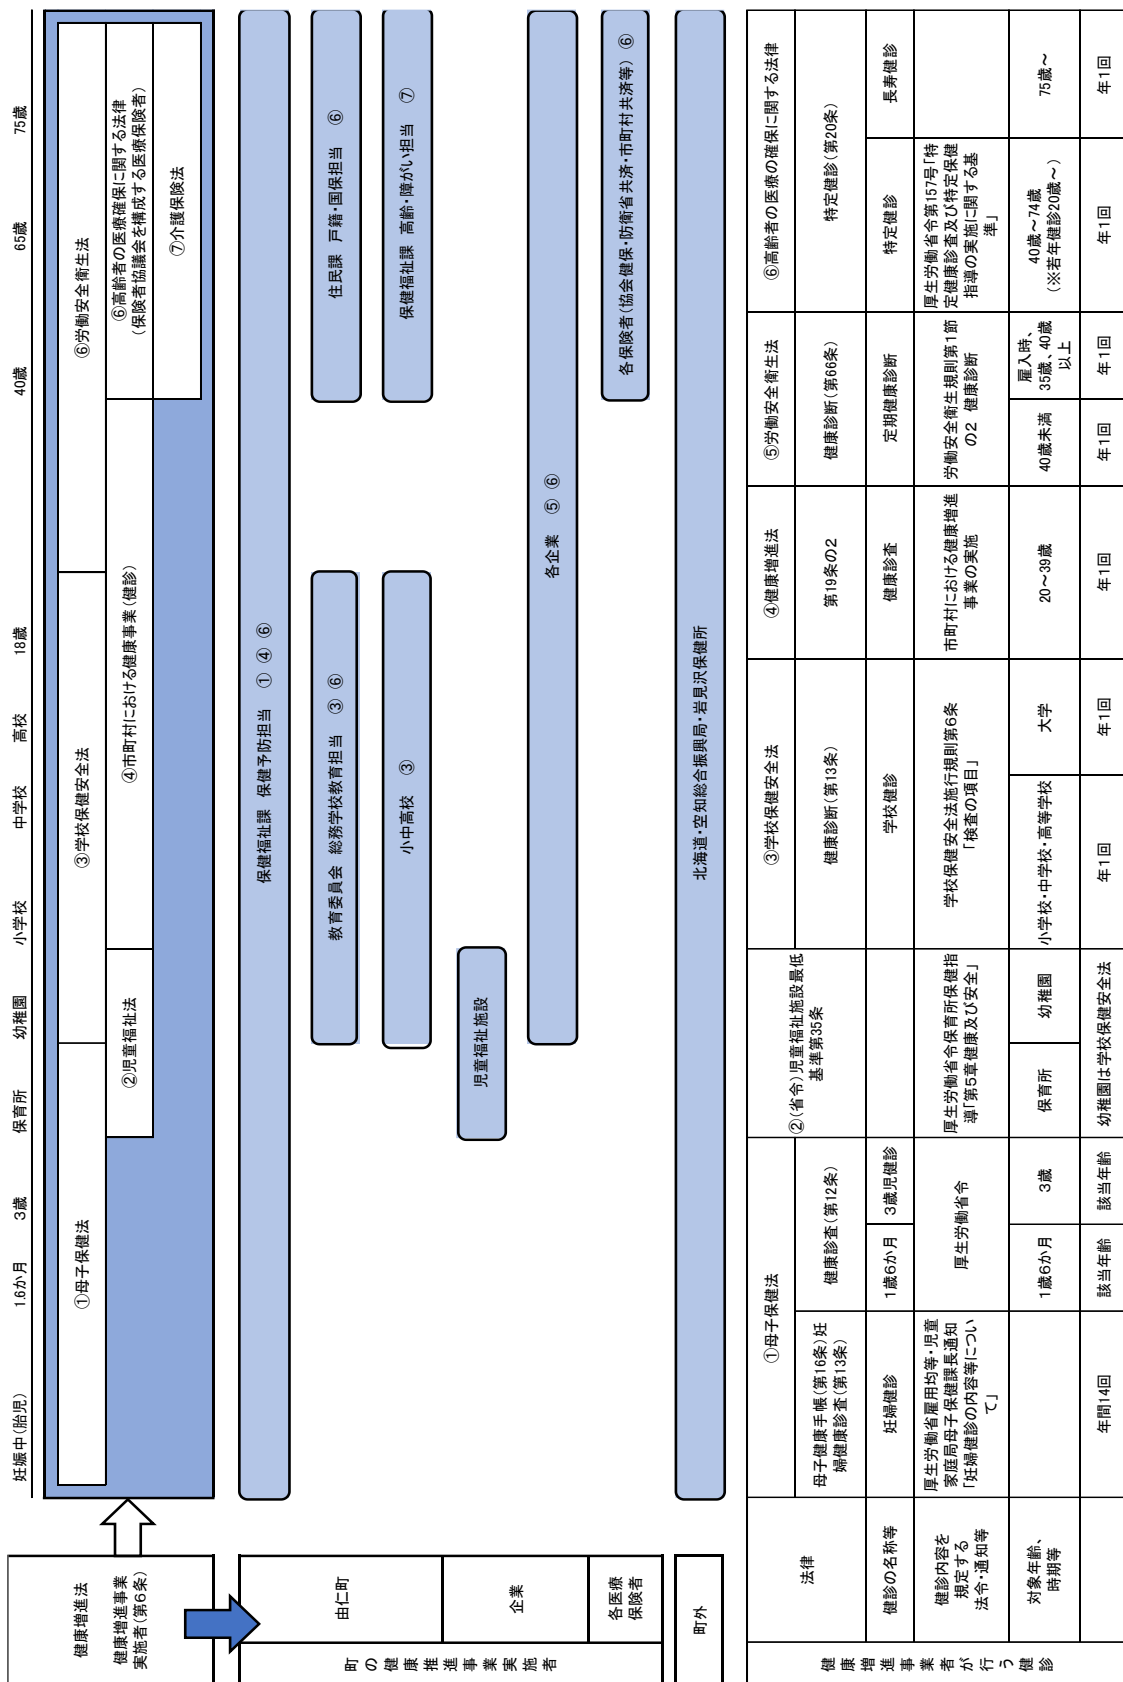 妊娠中(胎児)
1.6か月
3歳
保育所
幼稚園
小学校
中学校
高校
18歳
40歳
65歳
75歳
健康増進法
健康増進事業
実施者(第6条)
①母子保健法
③学校保健安全法
⑥労働安全衛生法
②児童福祉法
④市町村における健康事業(健診)
⑥高齢者の医療確保に関する法律
(保険者協議会を構成する医療保険者)
⑦介護保険法
町の健康推進事業実施者
由仁町
保健福祉課 保健予防担当 ① ④ ⑥
教育委員会 総務学校教育担当 ③ ⑥
住民課 戸籍・国保担当 ⑥
小中高校 ③
保健福祉課 高齢・障がい担当 ⑦
企業
児童福祉施設
各企業 ⑤ ⑥
各医療
保険者
各保険者(協会健保・防衛省共済・市町村共済等) ⑥
町外
北海道・空知総合振興局・岩見沢保健所
健康増進事業者が行う健診
法律
①母子保健法
②(省令)児童福祉施設最低
基準第35条
③学校保健安全法
④健康増進法
⑤労働安全衛生法
⑥高齢者の医療の確保に関する法律
母子健康手帳(第16条)妊
婦健康診査(第13条)
健康診査(第12条)
健康診断(第13条)
第19条の2
健康診断(第66条)
特定健診(第20条)
健診の名称等
妊婦健診
1歳6か月
3歳児健診
学校健診
健康診査
定期健康診断
特定健診
長寿健診
健診内容を
規定する
法令・通知等
厚生労働省雇用均等・児童
家庭局母子保健課長通知
「妊婦健診の内容等につい
て」
厚生労働省令
厚生労働省令保育所保健指
導「第5章健康及び安全」
学校保健安全法施行規則第6条
「検査の項目」
市町村における健康増進
事業の実施
労働安全衛生規則第1節
の2 健康診断
厚生労働省令第157号「特
定健康診査及び特定保健
指導の実施に関する基
準」
対象年齢、
時期等
1歳6か月
3歳
保育所
幼稚園
小学校・中学校・高等学校
大学
20～39歳
40歳未満
雇入時、
35歳、40歳
以上
40歳～74歳
(※若年健診20歳～)
75歳～
年間14回
該当年齢
該当年齢
幼稚園は学校保健安全法
年1回
年1回
年1回
年1回
年1回
年1回
年1回